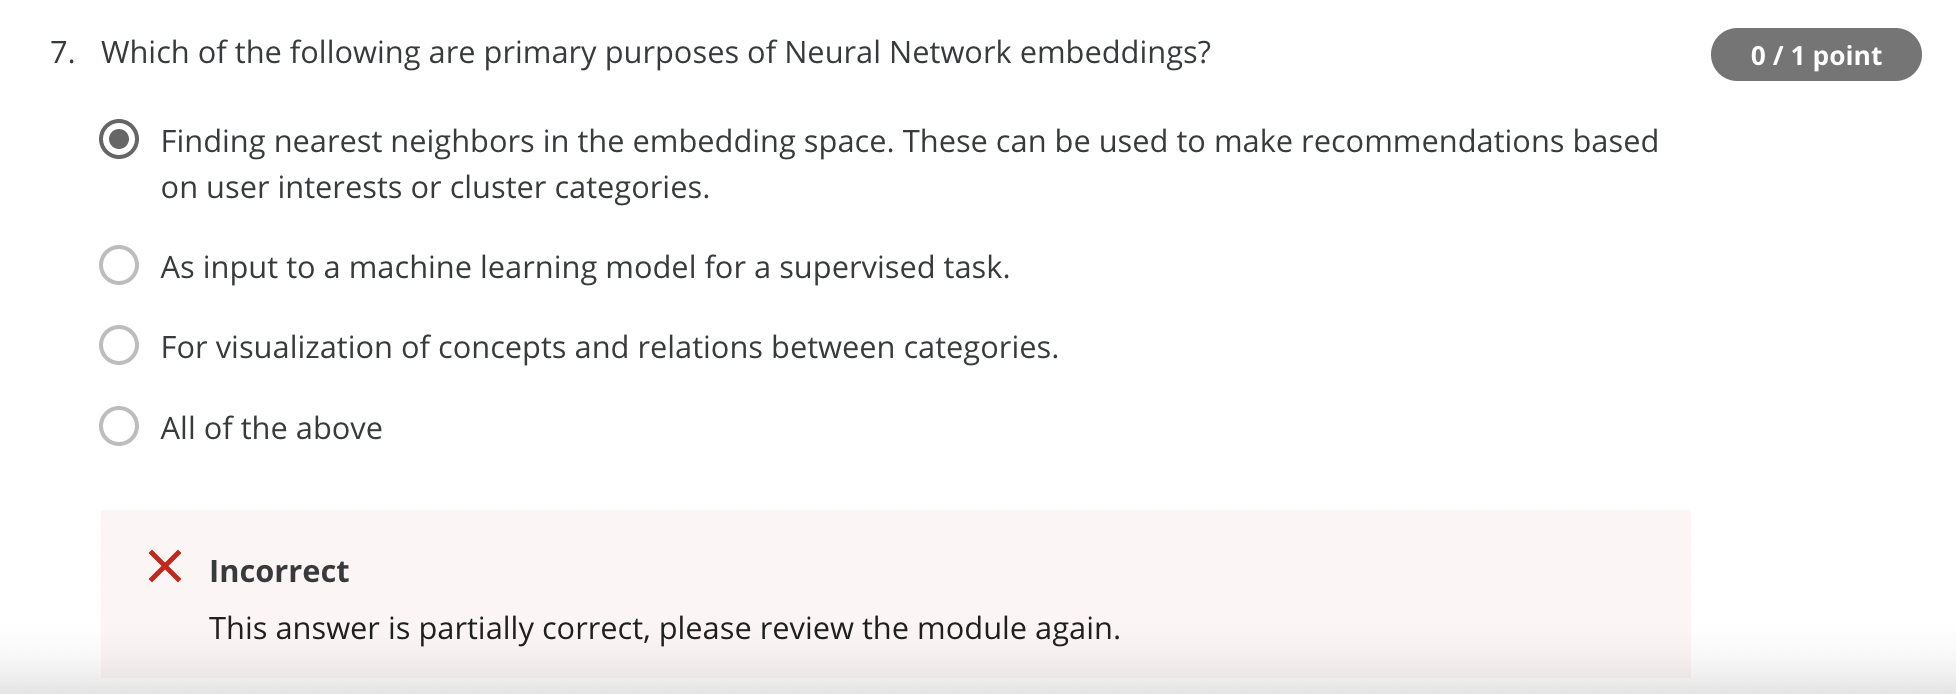 7. Which of the following are primary purposes of Neural Network embeddings?
0 / 1 point
Finding nearest neighbors in the embedding space. These can be used to make recommendations based
on user interests or cluster categories.
As input to a machine learning model for a supervised task.
For visualization of concepts and relations between categories.
All of the above
Incorrect
This answer is partially correct, please review the module again.